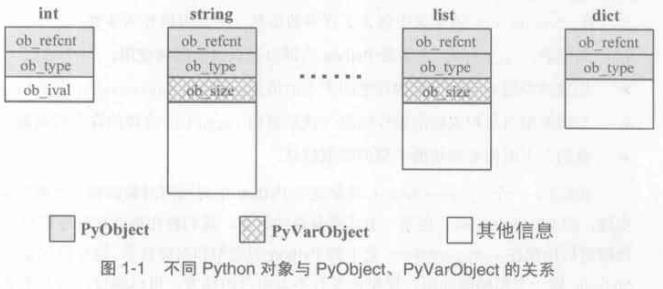 int string list dict
ob_refcnt ob_refcnt ob_refcnt ob_refcnt
ob_type ob_type ob_type ob_type
ob_ival ob_size ob_size
PyObject PyVarObject 其他信息
图 1-1 不同 Python 对象与 PyObject、PyVarObject 的关系